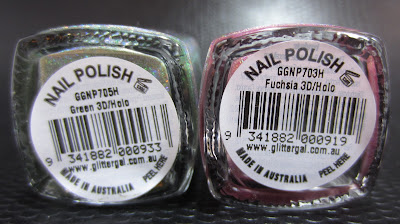 NAIL POLISH
GGNP705H
Green 3D/Holo
9 341882 000933
www.glittergal.com.au
MADE IN AUSTRALIA
PEEL HERE
NAIL POLISH
GGNP703H
Fuchsia 3D/Holo
9 341882 000919
www.glittergal.com.au
MADE IN AUSTRALIA
PEEL HERE